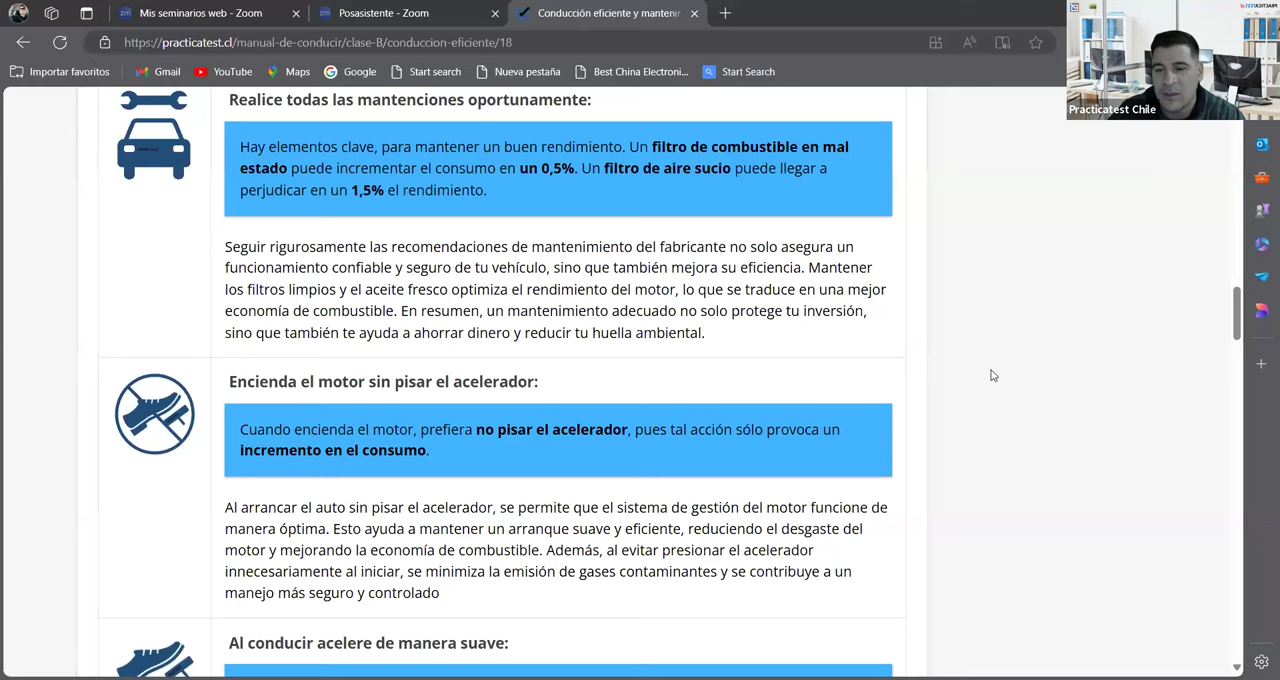 Mis seminarios web - Zoom
Posasistente - Zoom
Conducción eficiente y mantenir
https://practicatest.cl/manual-de-conducir/clase-B/conduccion-eficiente/18
Importar favoritos
Gmail
YouTube
Maps
Google
Start search
Nueva pestaña
Best China Electroni...
Start Search
Practicatest Chile
Realice todas las mantenciones oportunamente:
Hay elementos clave, para mantener un buen rendimiento. Un filtro de combustible en mal
estado puede incrementar el consumo en un 0,5%. Un filtro de aire sucio puede llegar a
perjudicar en un 1,5% el rendimiento.
Seguir rigurosamente las recomendaciones de mantenimiento del fabricante no solo asegura un
funcionamiento confiable y seguro de tu vehículo, sino que también mejora su eficiencia. Mantener
los filtros limpios y el aceite fresco optimiza el rendimiento del motor, lo que se traduce en una mejor
economía de combustible. En resumen, un mantenimiento adecuado no solo protege tu inversión,
sino que también te ayuda a ahorrar dinero y reducir tu huella ambiental.
Encienda el motor sin pisar el acelerador:
Cuando encienda el motor, prefiera no pisar el acelerador, pues tal acción sólo provoca un
incremento en el consumo.
Al arrancar el auto sin pisar el acelerador, se permite que el sistema de gestión del motor funcione de
manera óptima. Esto ayuda a mantener un arranque suave y eficiente, reduciendo el desgaste del
motor y mejorando la economía de combustible. Además, al evitar presionar el acelerador
innecesariamente al iniciar, se minimiza la emisión de gases contaminantes y se contribuye a un
manejo más seguro y controlado
Al conducir acelere de manera suave: